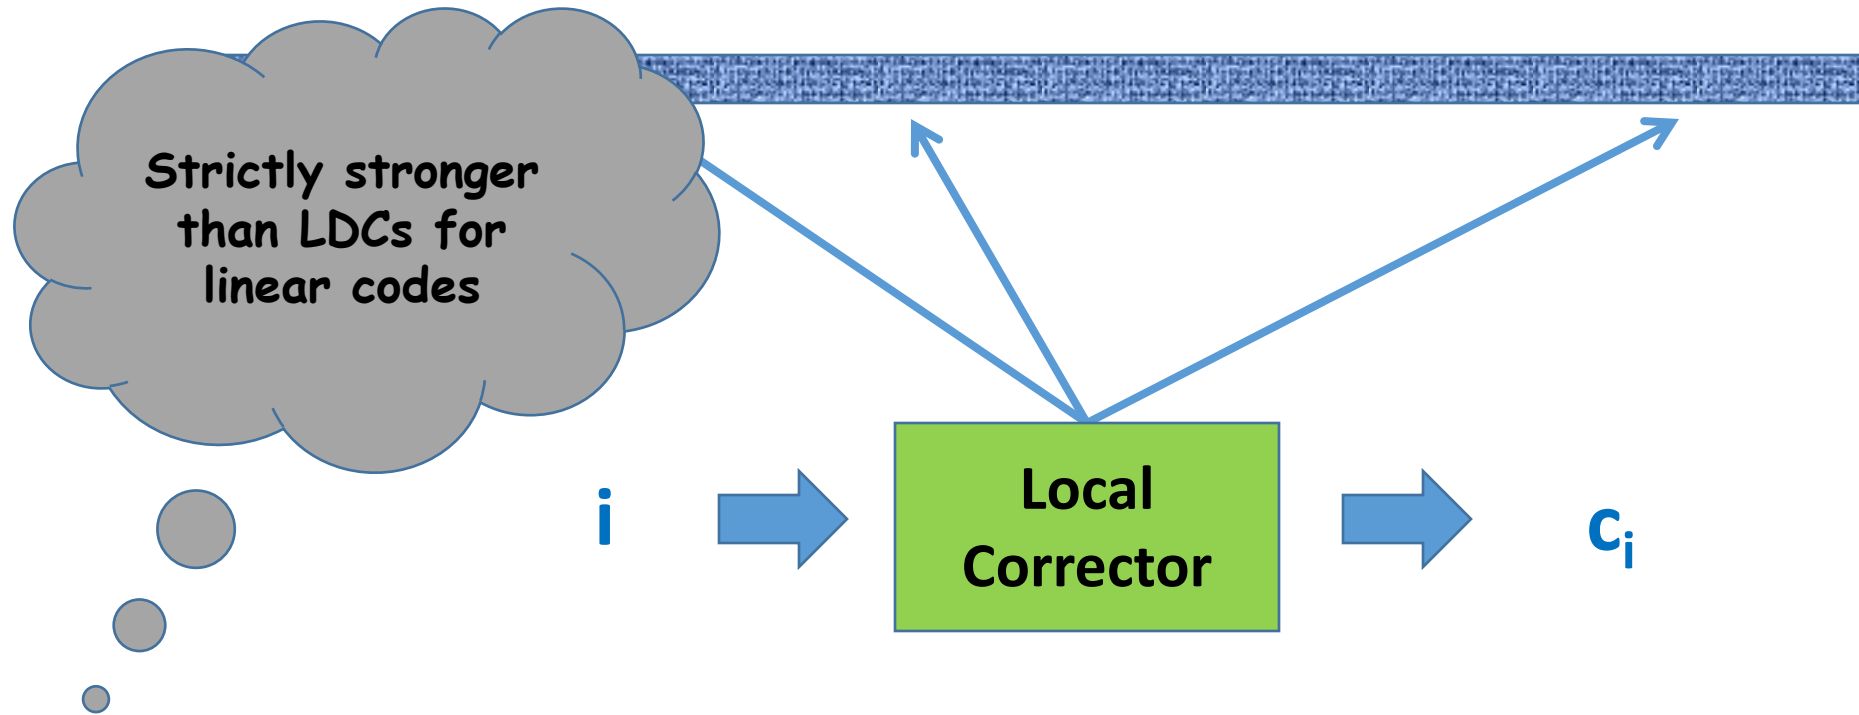 Strictly stronger
than LDCs for
linear codes
i
Local
Corrector
cᵢ